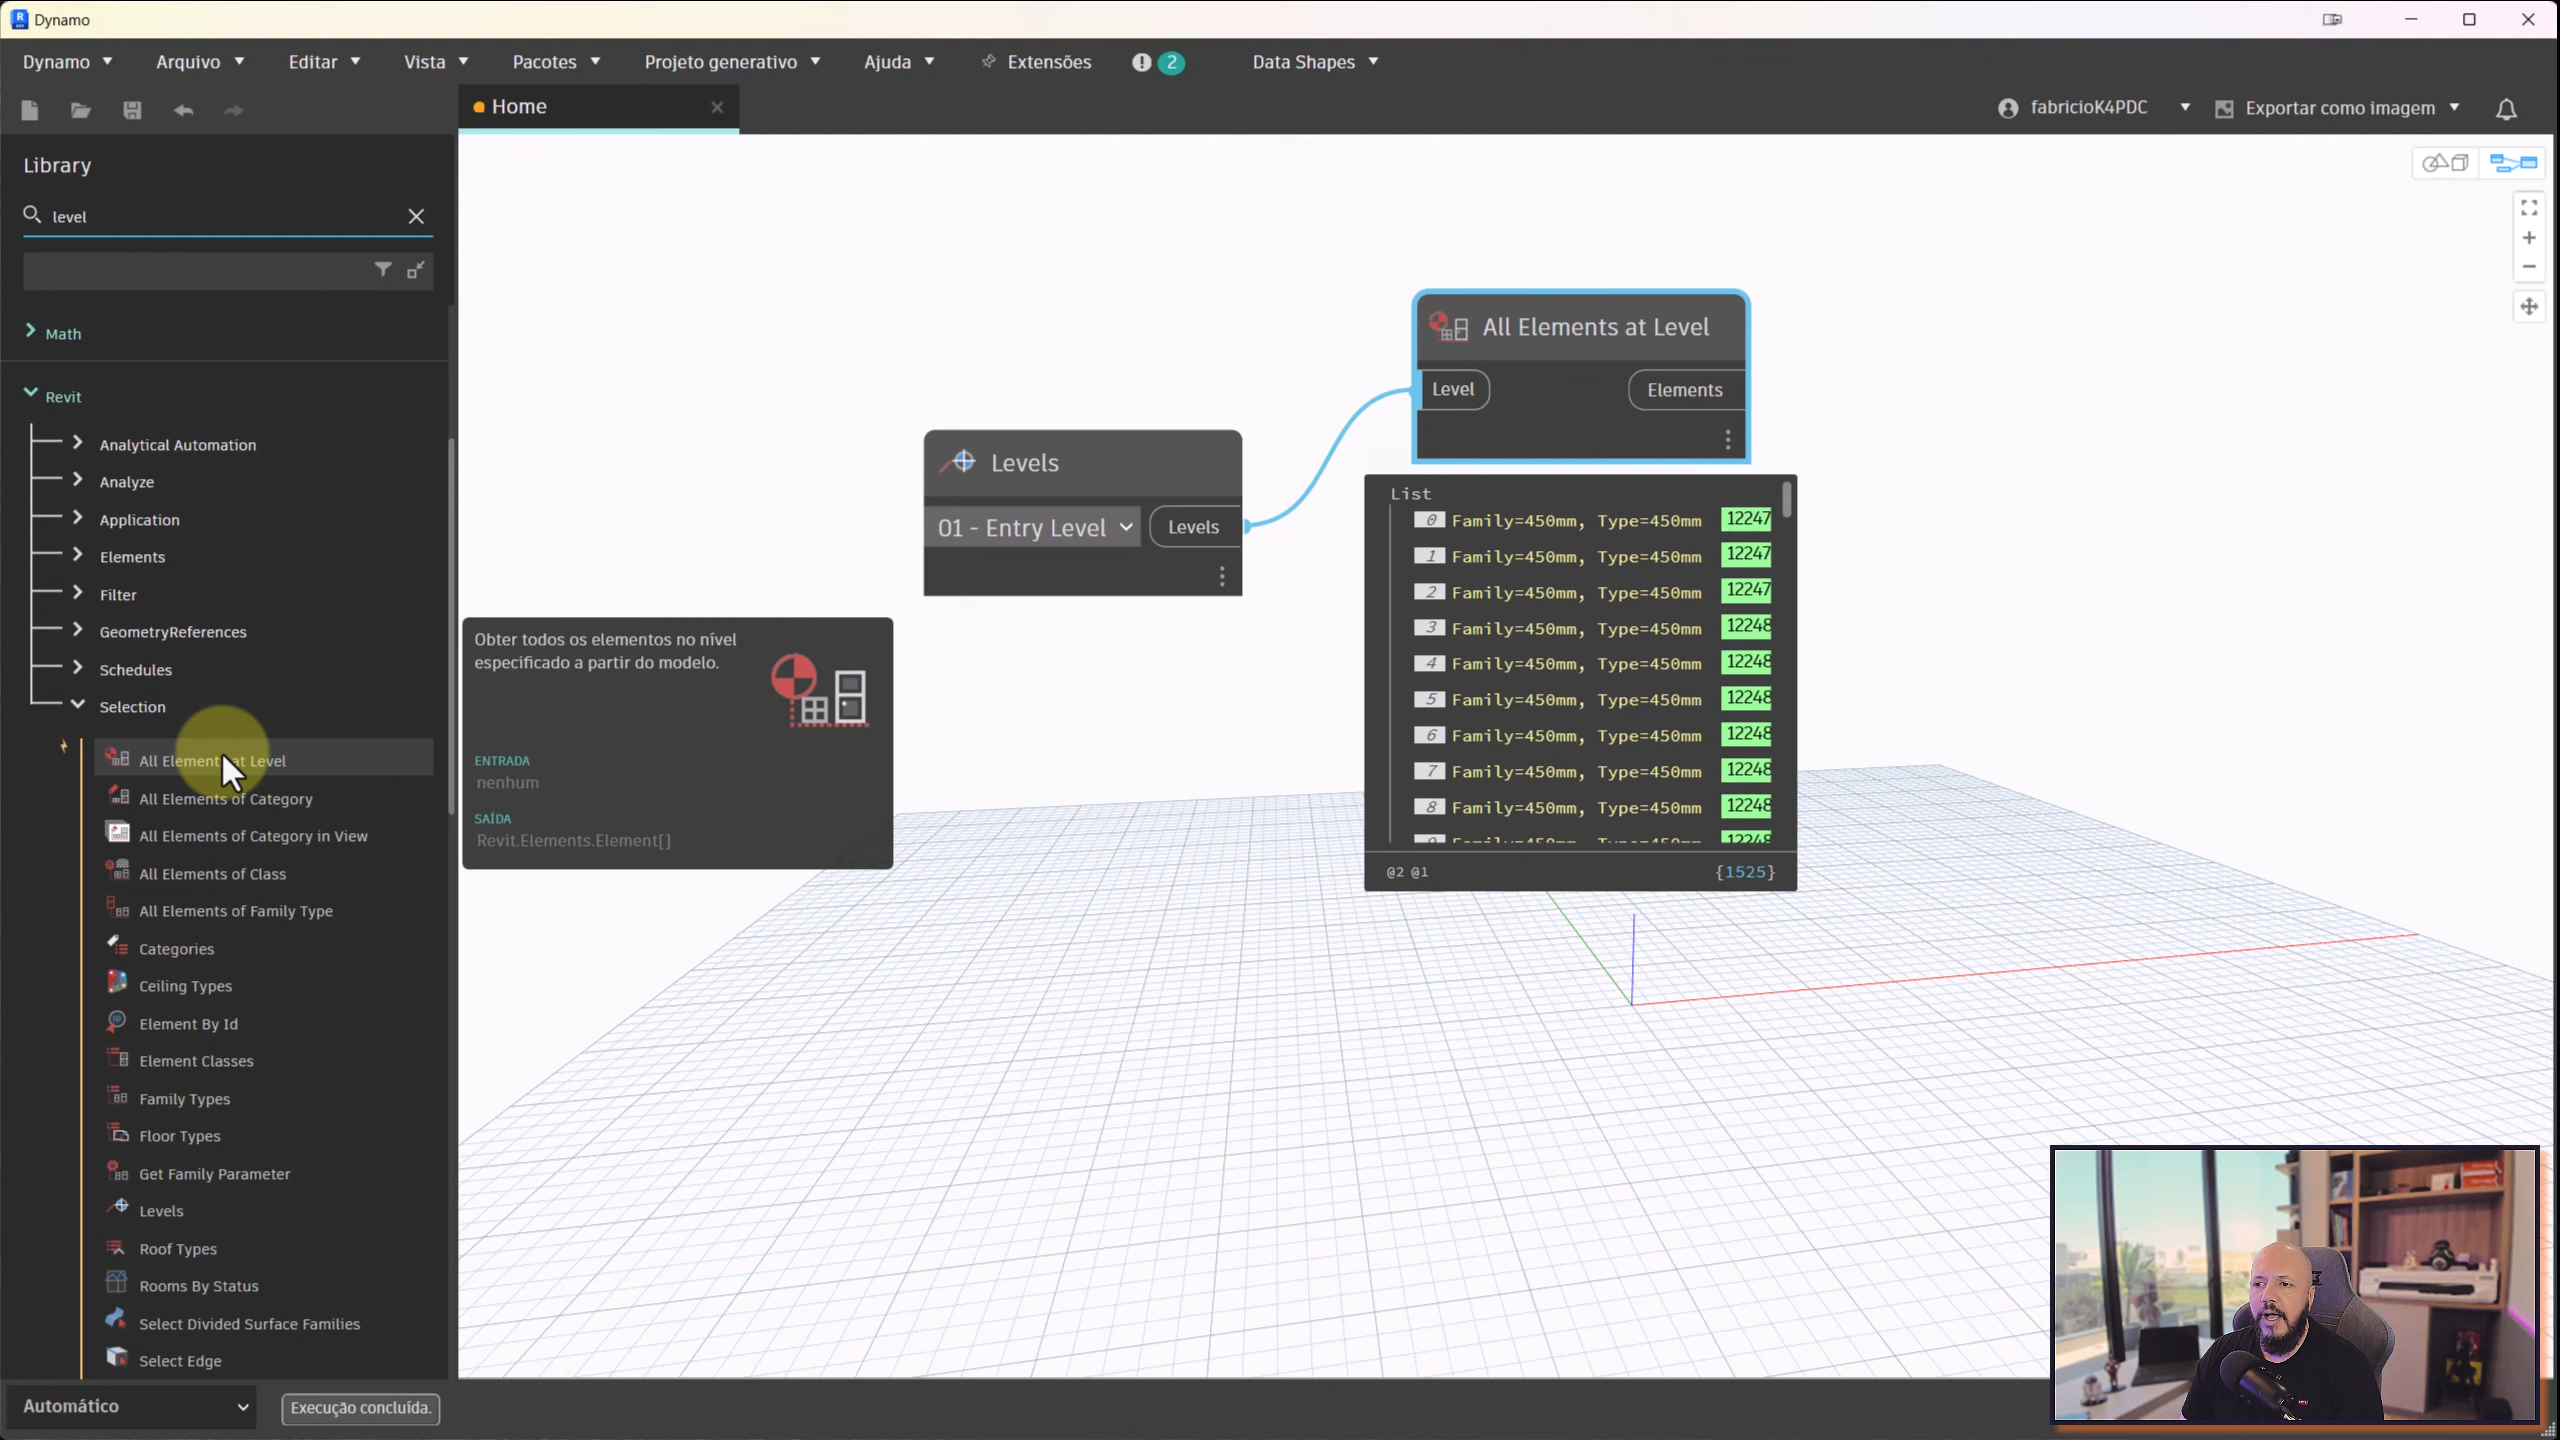 Dynamo
Dynamo
Arquivo
Editar
Vista
Pacotes
Projeto generativo
Ajuda
Extensões
2
Data Shapes
Home
fabricioK4PDC
Exportar como imagem
Library
level
Math
Revit
Analytical Automation
Analyze
Application
Elements
Filter
GeometryReferences
Schedules
Selection
All Element at Level
All Elements of Category
All Elements of Category in View
All Elements of Class
All Elements of Family Type
Categories
Ceiling Types
Element By Id
Element Classes
Family Types
Floor Types
Get Family Parameter
Levels
Roof Types
Rooms By Status
Select Divided Surface Families
Select Edge
Automático
Execução concluída.
Obter todos os elementos no nível
especificado a partir do modelo.
ENTRADA
nenhum
SAÍDA
Revit.Elements.Element[]
Levels
01 - Entry Level
Levels
All Elements at Level
Level
Elements
List
0 Family=450mm, Type=450mm 12247
1 Family=450mm, Type=450mm 12247
2 Family=450mm, Type=450mm 12247
3 Family=450mm, Type=450mm 12248
4 Family=450mm, Type=450mm 12248
5 Family=450mm, Type=450mm 12248
6 Family=450mm, Type=450mm 12248
7 Family=450mm, Type=450mm 12248
8 Family=450mm, Type=450mm 12248
@2 @1
{1525}